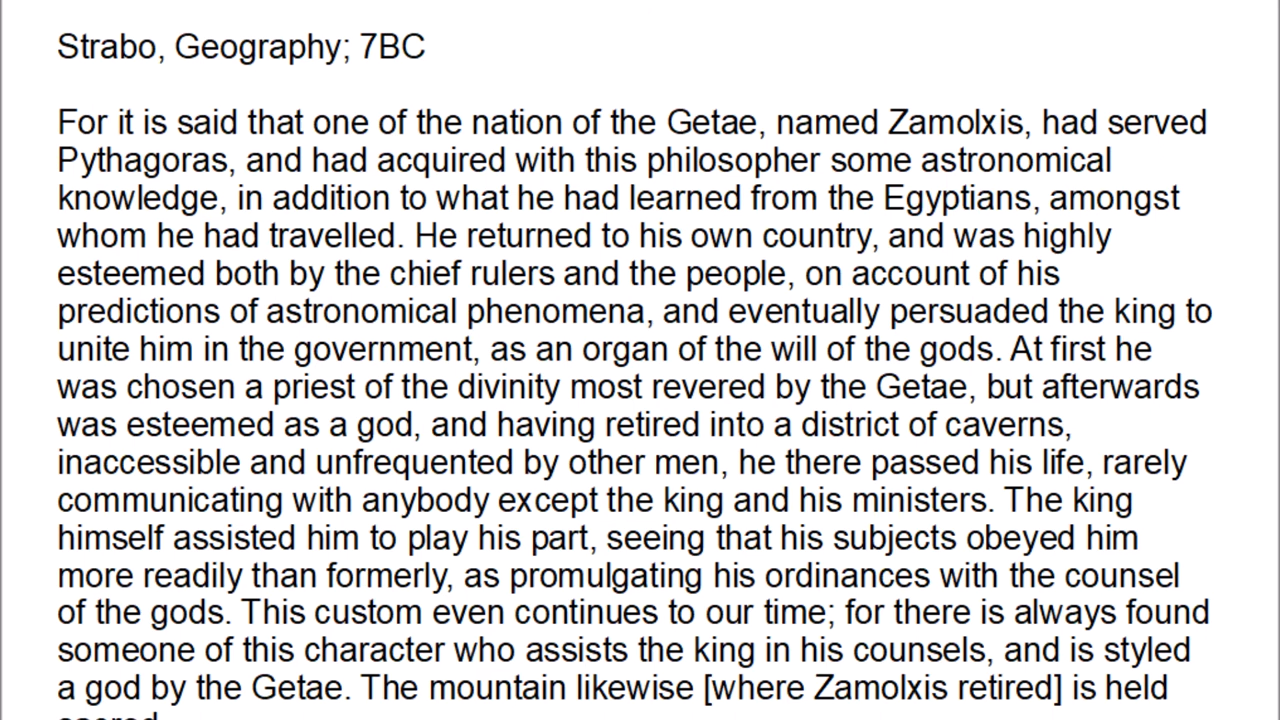 Strabo, Geography; 7BC
For it is said that one of the nation of the Getae, named Zamolxis, had served
Pythagoras, and had acquired with this philosopher some astronomical
knowledge, in addition to what he had learned from the Egyptians, amongst
whom he had travelled. He returned to his own country, and was highly
esteemed both by the chief rulers and the people, on account of his
predictions of astronomical phenomena, and eventually persuaded the king to
unite him in the government, as an organ of the will of the gods. At first he
was chosen a priest of the divinity most revered by the Getae, but afterwards
was esteemed as a god, and having retired into a district of caverns,
inaccessible and unfrequented by other men, he there passed his life, rarely
communicating with anybody except the king and his ministers. The king
himself assisted him to play his part, seeing that his subjects obeyed him
more readily than formerly, as promulgating his ordinances with the counsel
of the gods. This custom even continues to our time; for there is always found
someone of this character who assists the king in his counsels, and is styled
a god by the Getae. The mountain likewise [where Zamolxis retired] is held